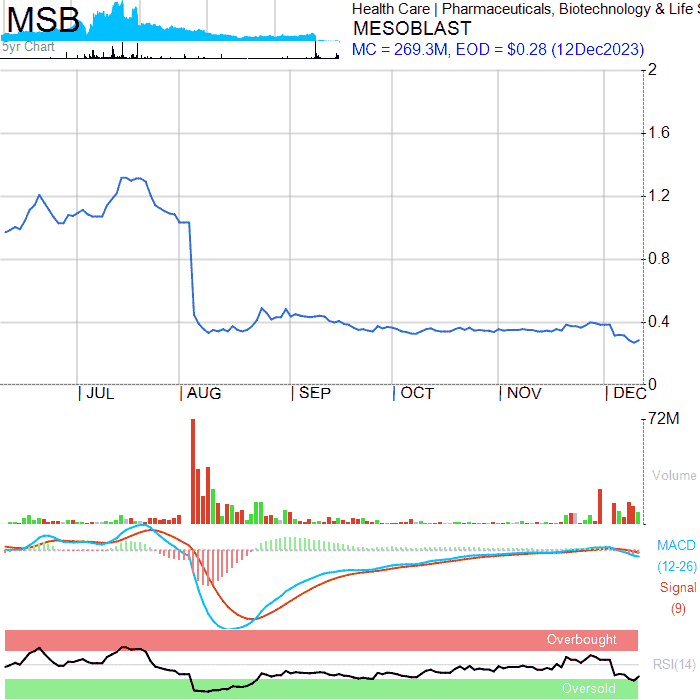 MSB
5yr Chart
Health Care | Pharmaceuticals, Biotechnology & Life S
MESOBLAST
MC = 269.3M, EOD = $0.28 (12Dec2023)
2
1.6
1.2
0.8
0.4
0
| JUL | AUG | SEP | OCT | NOV | DEC
72M
Volume
MACD
(12-26)
Signal
(9)
Overbought
RSI(14)
Oversold